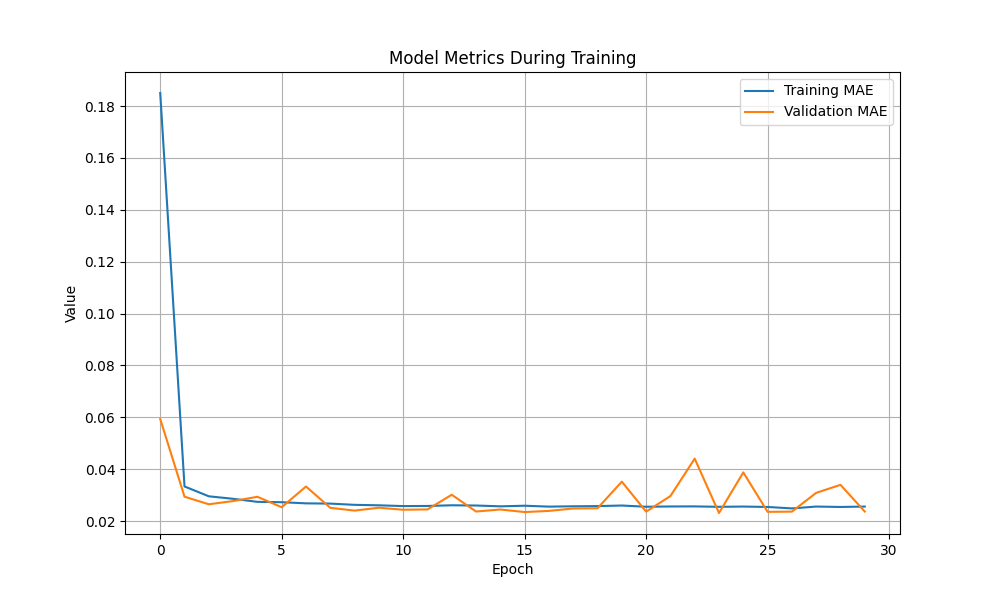 Model Metrics During Training
Training MAE
Validation MAE
Value
0.18
0.16
0.14
0.12
0.10
0.08
0.06
0.04
0.02
0 5 10 15 20 25 30
Epoch